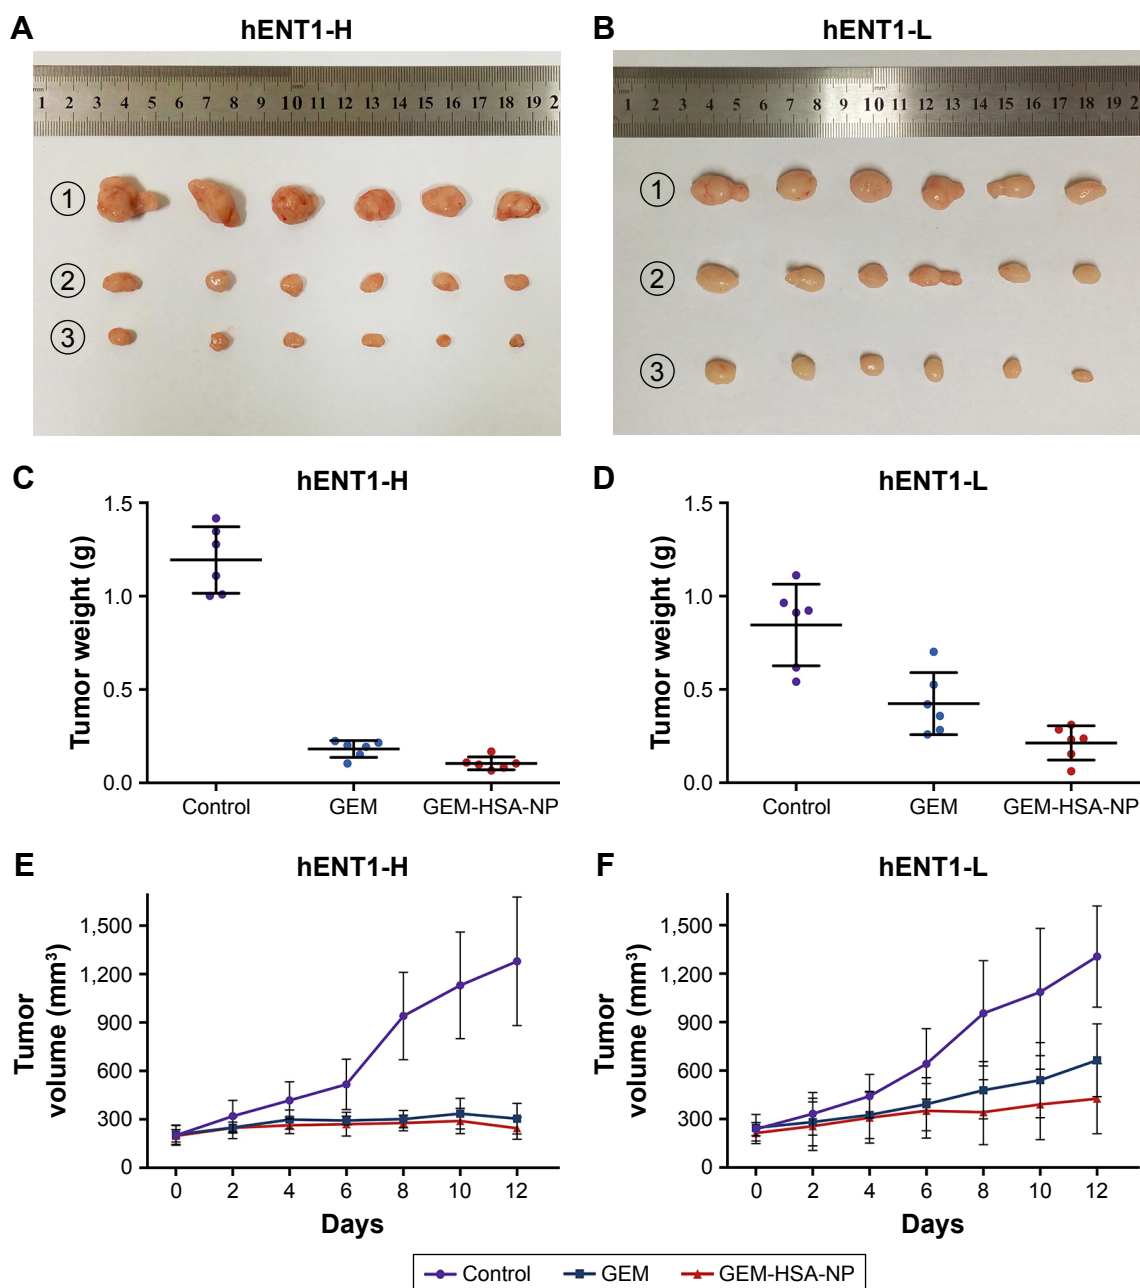 A hENT1-H
mm
1 2 3 4 5 6 7 8 9 10 11 12 13 14 15 16 17 18 19 2
1
2
3
B hENT1-L
mm
1 2 3 4 5 6 7 8 9 10 11 12 13 14 15 16 17 18 19 2
1
2
3
C hENT1-H
Tumor weight (g)
1.5
1.0
0.5
0.0
Control GEM GEM-HSA-NP
D hENT1-L
Tumor weight (g)
1.5
1.0
0.5
0.0
Control GEM GEM-HSA-NP
E hENT1-H
Tumor
volume (mm³)
1,500
1,200
900
600
300
0
0 2 4 6 8 10 12
Days
F hENT1-L
Tumor
volume (mm³)
1,500
1,200
900
600
300
0
0 2 4 6 8 10 12
Days
Control GEM GEM-HSA-NP